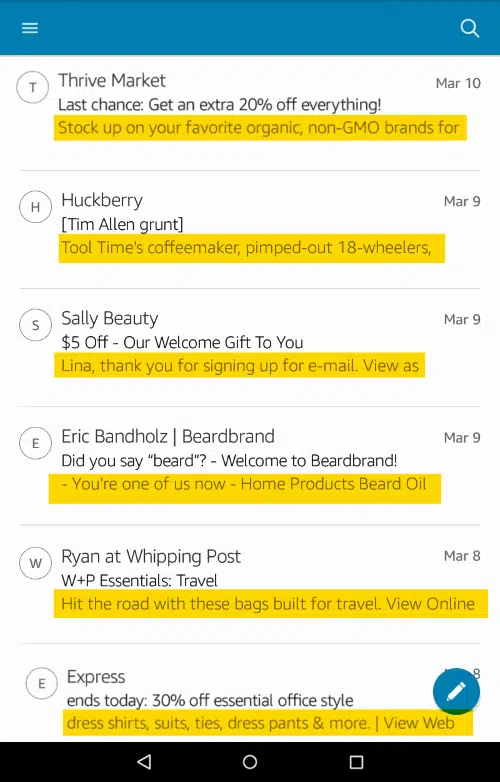 T
Thrive Market
Mar 10
Last chance: Get an extra 20% off everything!
Stock up on your favorite organic, non-GMO brands for
H
Huckberry
Mar 9
[Tim Allen grunt]
Tool Time's coffeemaker, pimped-out 18-wheelers,
S
Sally Beauty
Mar 9
$5 Off - Our Welcome Gift To You
Lina, thank you for signing up for e-mail. View as
E
Eric Bandholz | Beardbrand
Mar 9
Did you say “beard”? - Welcome to Beardbrand!
- You’re one of us now - Home Products Beard Oil
W
Ryan at Whipping Post
Mar 8
W+P Essentials: Travel
Hit the road with these bags built for travel. View Online
E
Express
8
ends today: 30% off essential office style
dress shirts, suits, ties, dress pants & more. | View Web